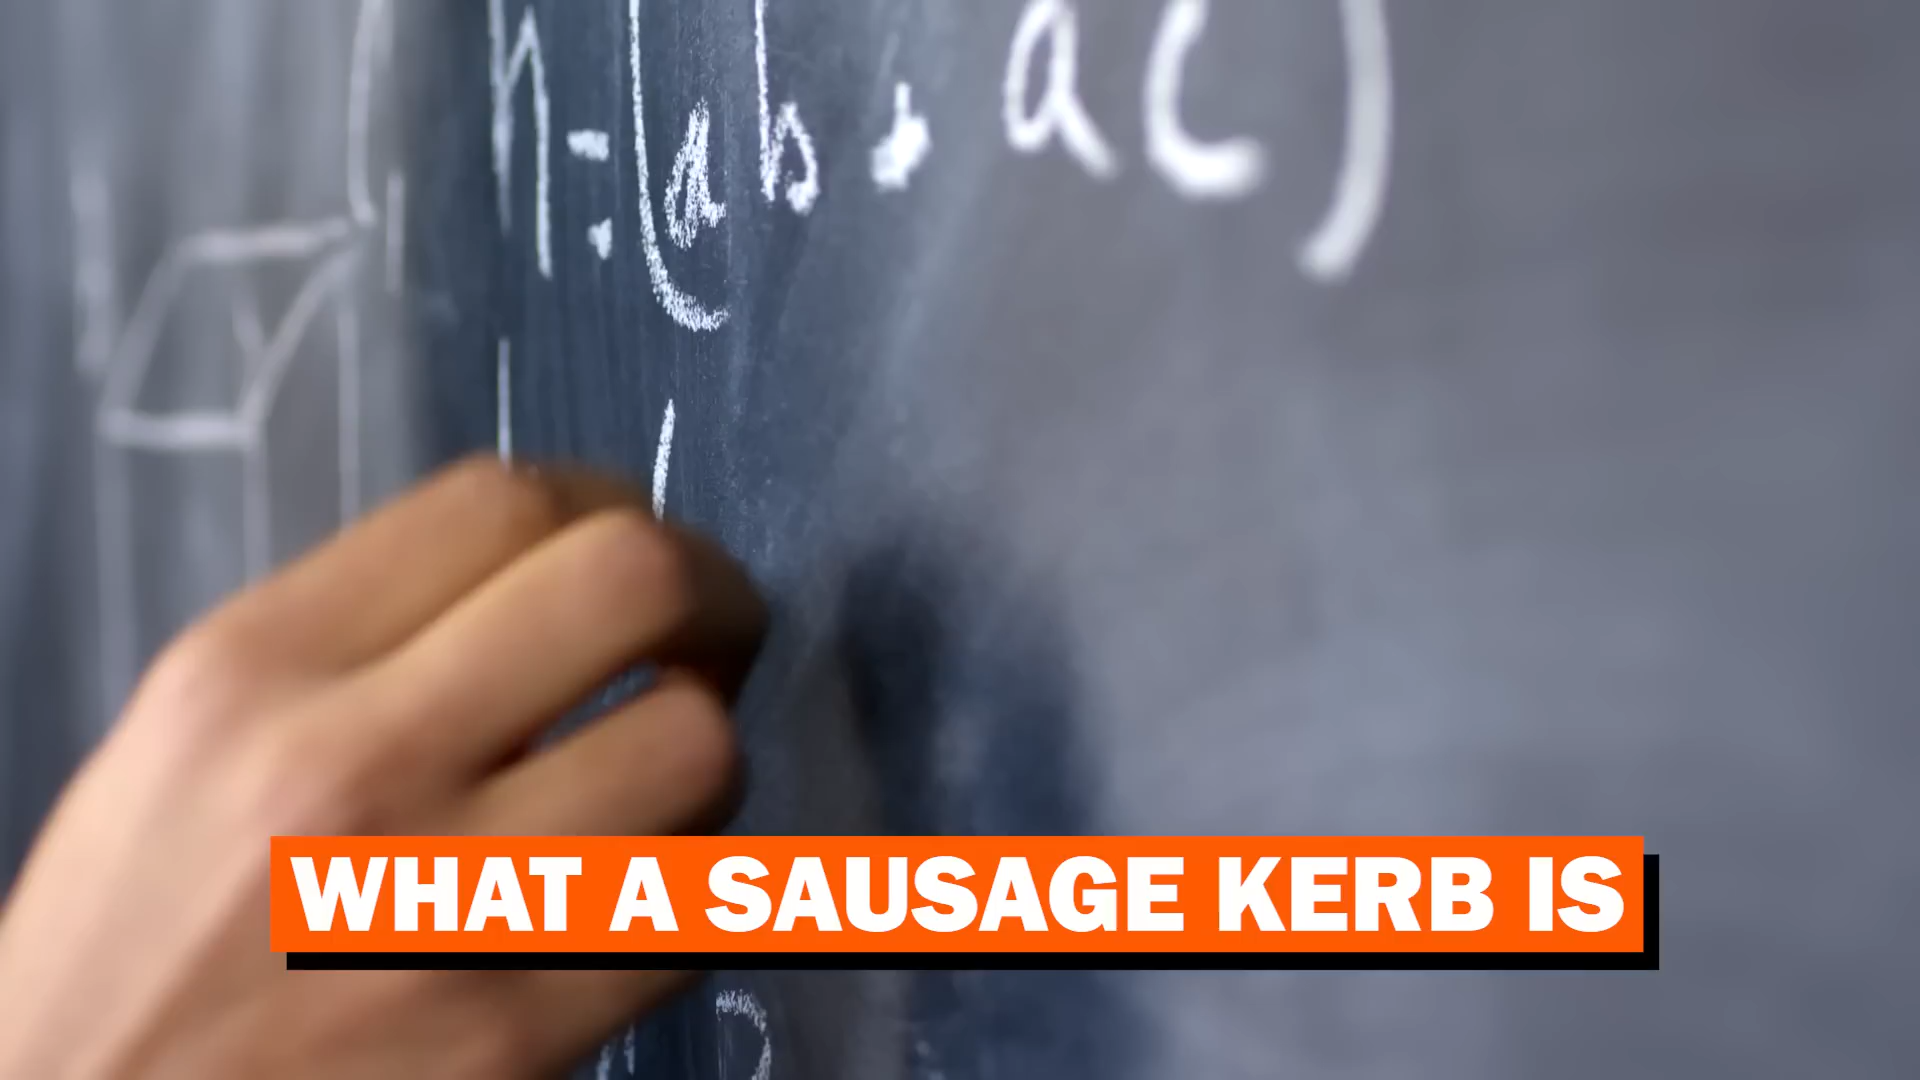 n=(ab, ac)
WHAT A SAUSAGE KERB IS